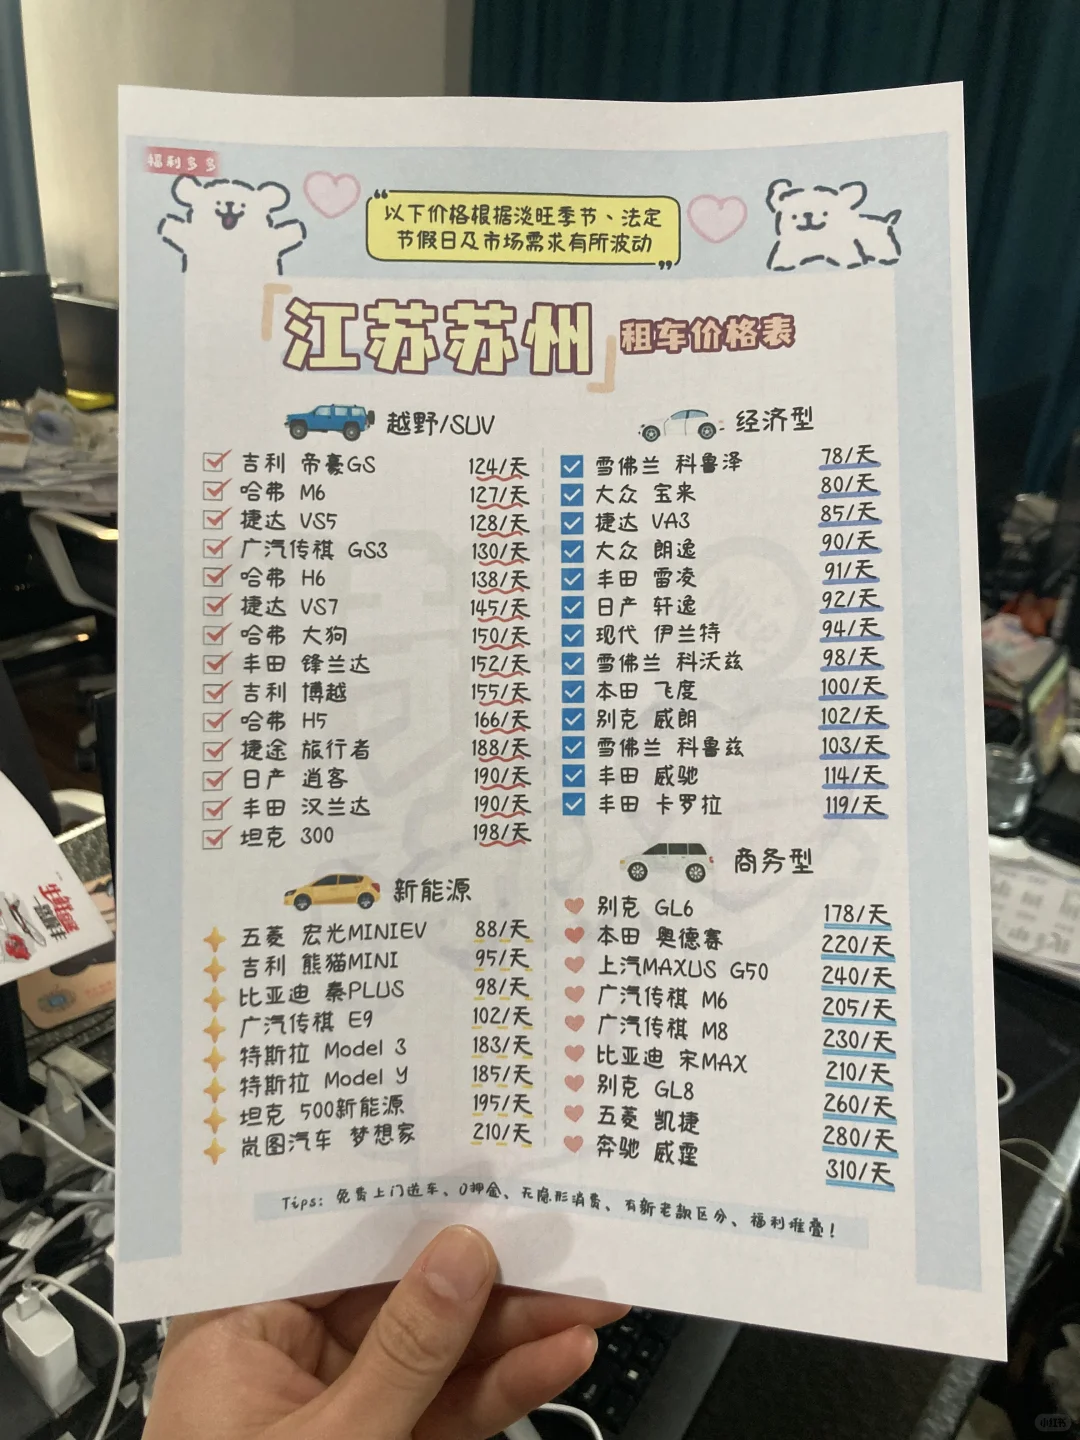 福利多多
以下价格根据淡旺季节、法定
节假日及市场需求有所波动
「江苏苏州」租车价格表
越野/SUV
吉利 帝豪GS 124/天
哈弗 M6 127/天
捷达 VS5 128/天
广汽传祺 GS3 130/天
哈弗 H6 138/天
捷达 VS7 145/天
哈弗 大狗 150/天
丰田 锋兰达 152/天
吉利 博越 155/天
哈弗 H5 166/天
捷途 旅行者 188/天
日产 逍客 190/天
丰田 汉兰达 190/天
坦克 300 198/天
经济型
雪佛兰 科鲁泽 78/天
大众 宝来 80/天
捷达 VA3 85/天
大众 朗逸 90/天
丰田 雷凌 91/天
日产 轩逸 92/天
现代 伊兰特 94/天
雪佛兰 科沃兹 98/天
本田 飞度 100/天
别克 威朗 102/天
雪佛兰 科鲁兹 103/天
丰田 威驰 114/天
丰田 卡罗拉 119/天
新能源
五菱 宏光MINIEV 88/天
吉利 熊猫MINI 95/天
比亚迪 秦PLUS 98/天
广汽传祺 E9 102/天
特斯拉 Model 3 183/天
特斯拉 Model Y 185/天
坦克 500新能源 195/天
岚图汽车 梦想家 210/天
商务型
别克 GL6 178/天
本田 奥德赛 220/天
上汽MAXUS G50 240/天
广汽传祺 M6 205/天
广汽传祺 M8 230/天
比亚迪 宋MAX 210/天
别克 GL8 260/天
五菱 凯捷 280/天
奔驰 威霆 310/天
Tips: 免费上门送车、0押金、无隐形消费、有新老款区分、福利堆叠!
小红书